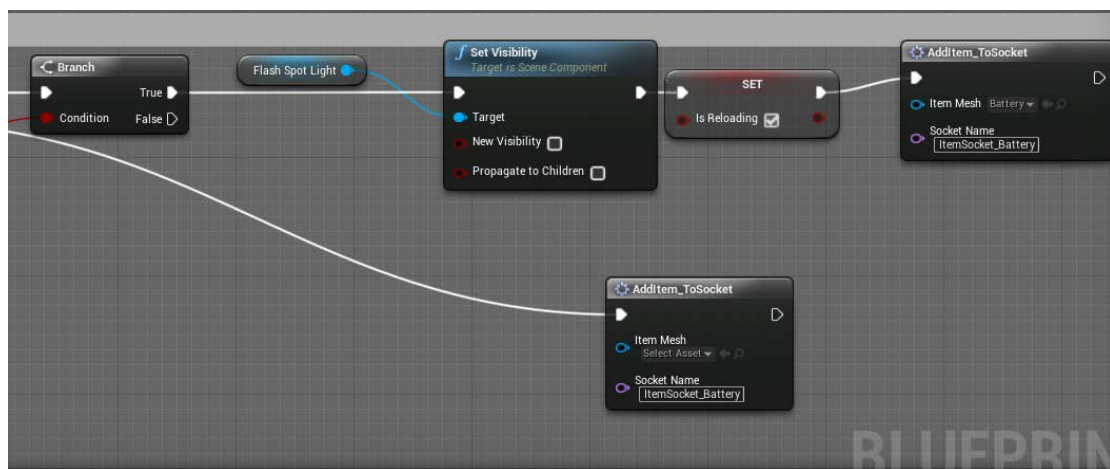 Branch
True
Condition
False
Flash Spot Light
Set Visibility
Target is Scene Component
Target
New Visibility
Propagate to Children
SET
Is Reloading
AddItem_ToSocket
Item Mesh Battery
Socket Name
ItemSocket_Battery
AddItem_ToSocket
Item Mesh
Select Asset
Socket Name
ItemSocket_Battery
BLUEPRIN